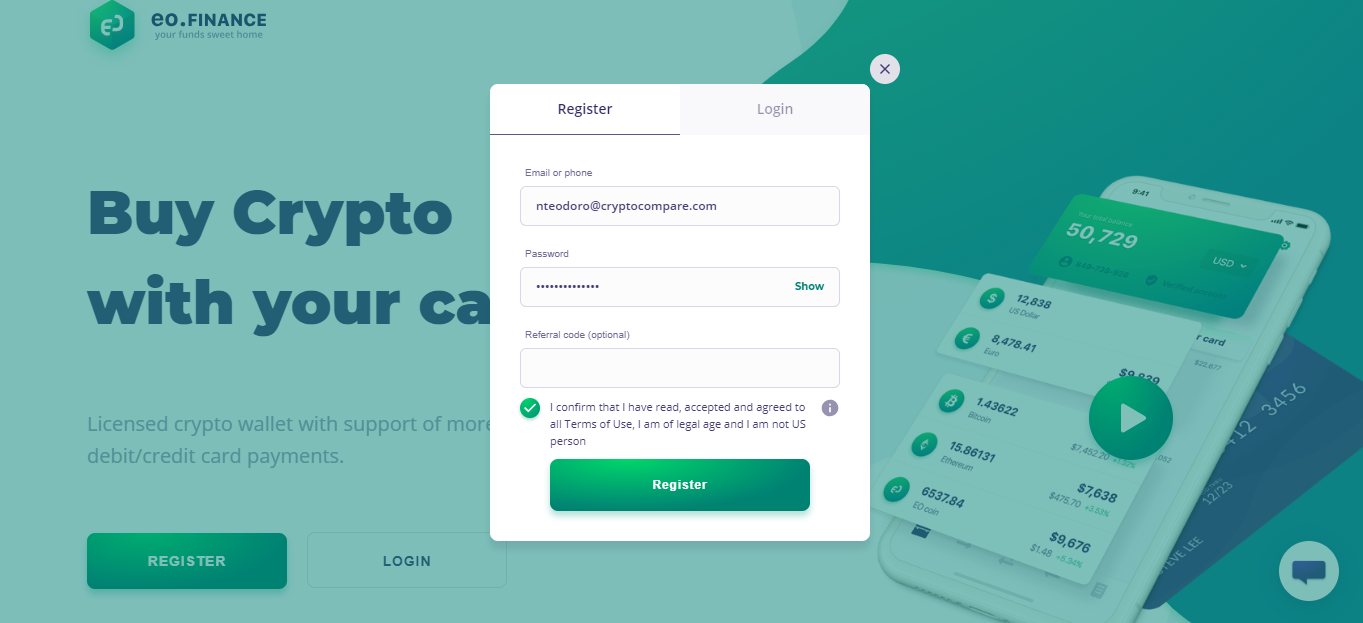 eo.FINANCE
your funds sweet home
Register
Login
Email or phone
nteodoro@cryptocompare.com
Password
••••••••••••••
Show
Referral code (optional)
I confirm that I have read, accepted and agreed to
all Terms of Use, I am of legal age and I am not US
person
Register
Buy Crypto
with your ca
Licensed crypto wallet with support of more
debit/credit card payments.
REGISTER
LOGIN
9:41
Your total balance
50,729
USD
12,838
US Dollar
8,478.41
Euro
$9,839
r card
$22,677
1.43622
Bitcoin
$7,452.20 +1.32%
15.86131
Ethereum
$7,638
$475.70 +3.53%
6537.84
EO coin
$9,676
$1.48 +5.34%
412 3456
12/23
STEVE LEE